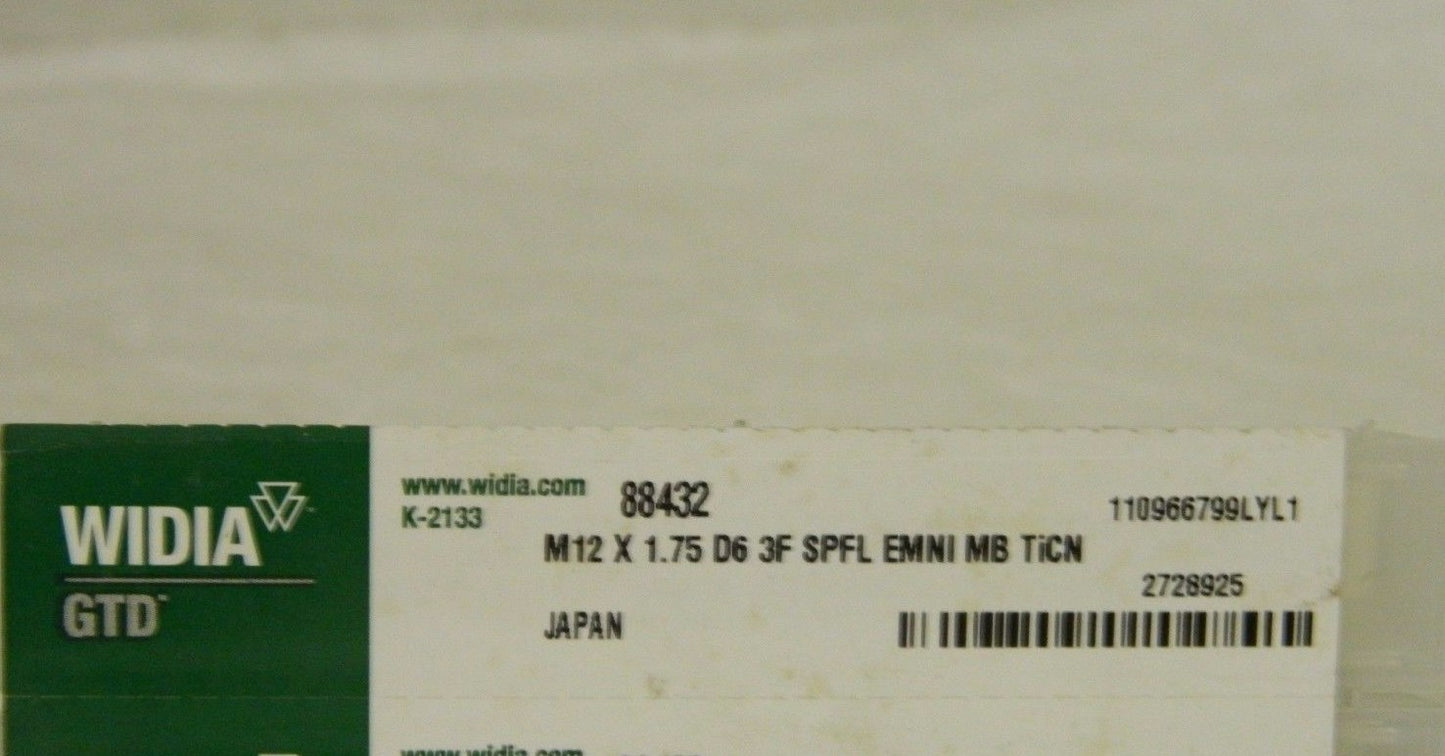 WIDIA
GTD
www.widia.com
K-2133
88432
110966799LYL1
M12 X 1.75 D6 3F SPFL EMNI MB TiCN
2728925
JAPAN
www.widia.com